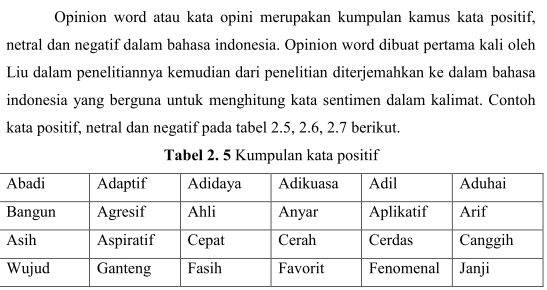 Opinion word atau kata opini merupakan kumpulan kamus kata positif,
netral dan negatif dalam bahasa indonesia. Opinion word dibuat pertama kali oleh
Liu dalam penelitiannya kemudian dari penelitian diterjemahkan ke dalam bahasa
indonesia yang berguna untuk menghitung kata sentimen dalam kalimat. Contoh
kata positif, netral dan negatif pada tabel 2.5, 2.6, 2.7 berikut.
Tabel 2. 5 Kumpulan kata positif
Abadi Adaptif Adidaya Adikuasa Adil Aduhai
Bangun Agresif Ahli Anyar Aplikatif Arif
Asih Aspiratif Cepat Cerah Cerdas Canggih
Wujud Ganteng Fasih Favorit Fenomenal Janji